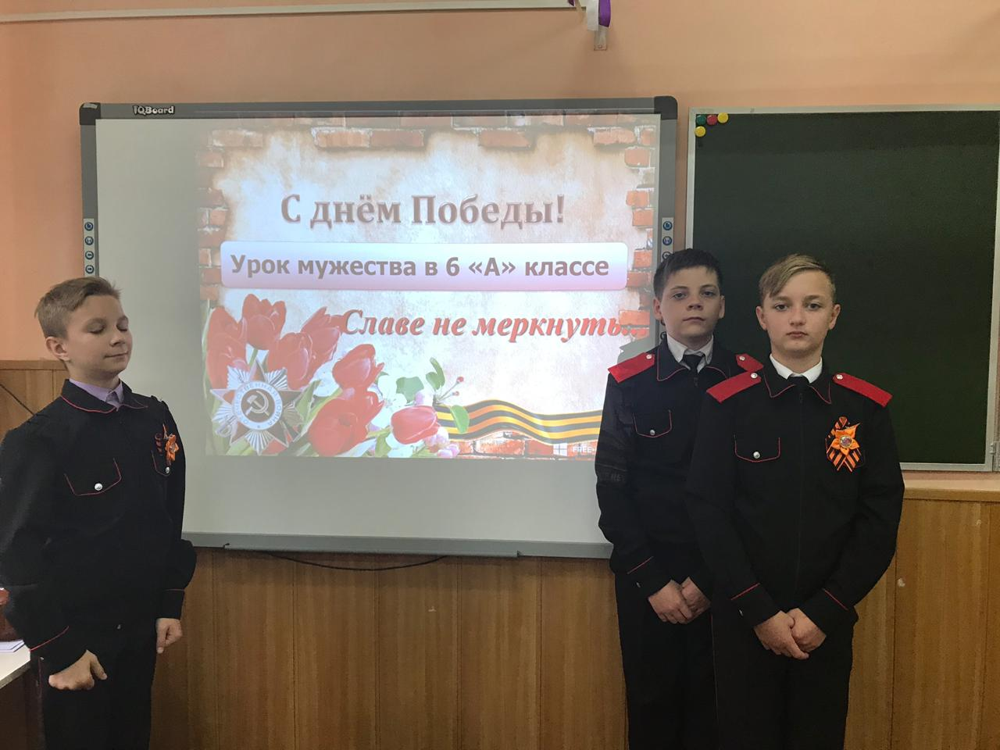 IQBoard
С днём Победы!
Урок мужества в 6 «А» классе
Славе не меркнуть...